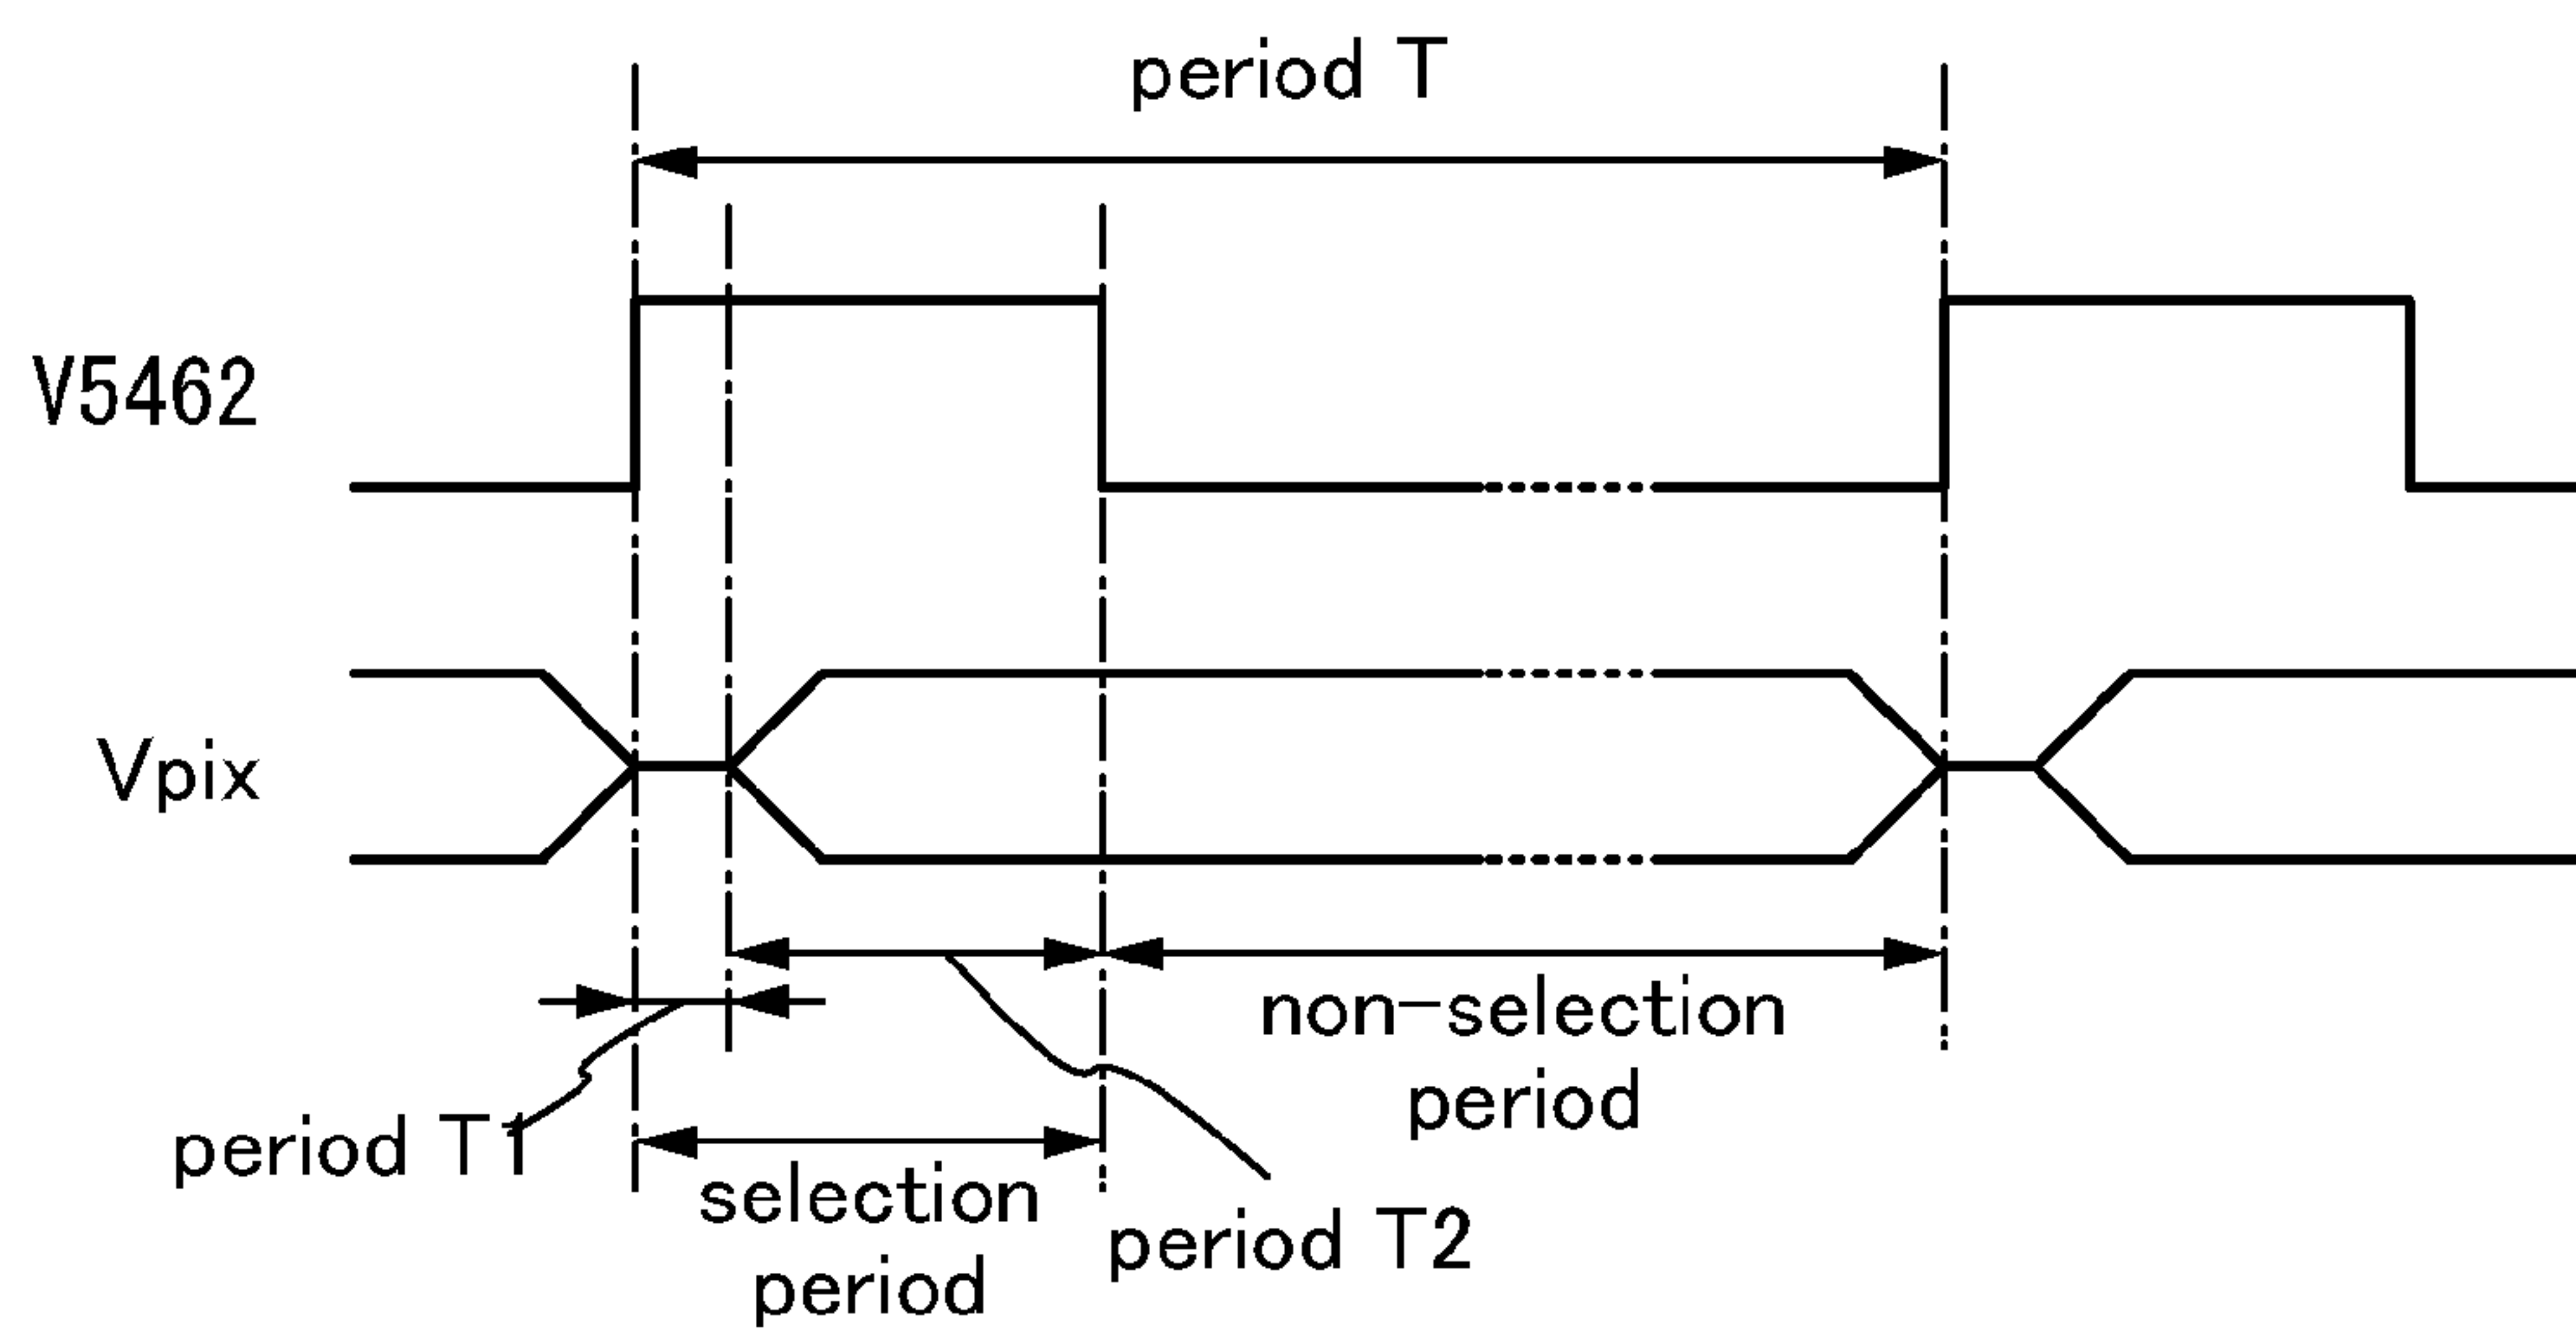 period T
V5462
Vpix
non-selection
period
period T1
selection
period
period T2